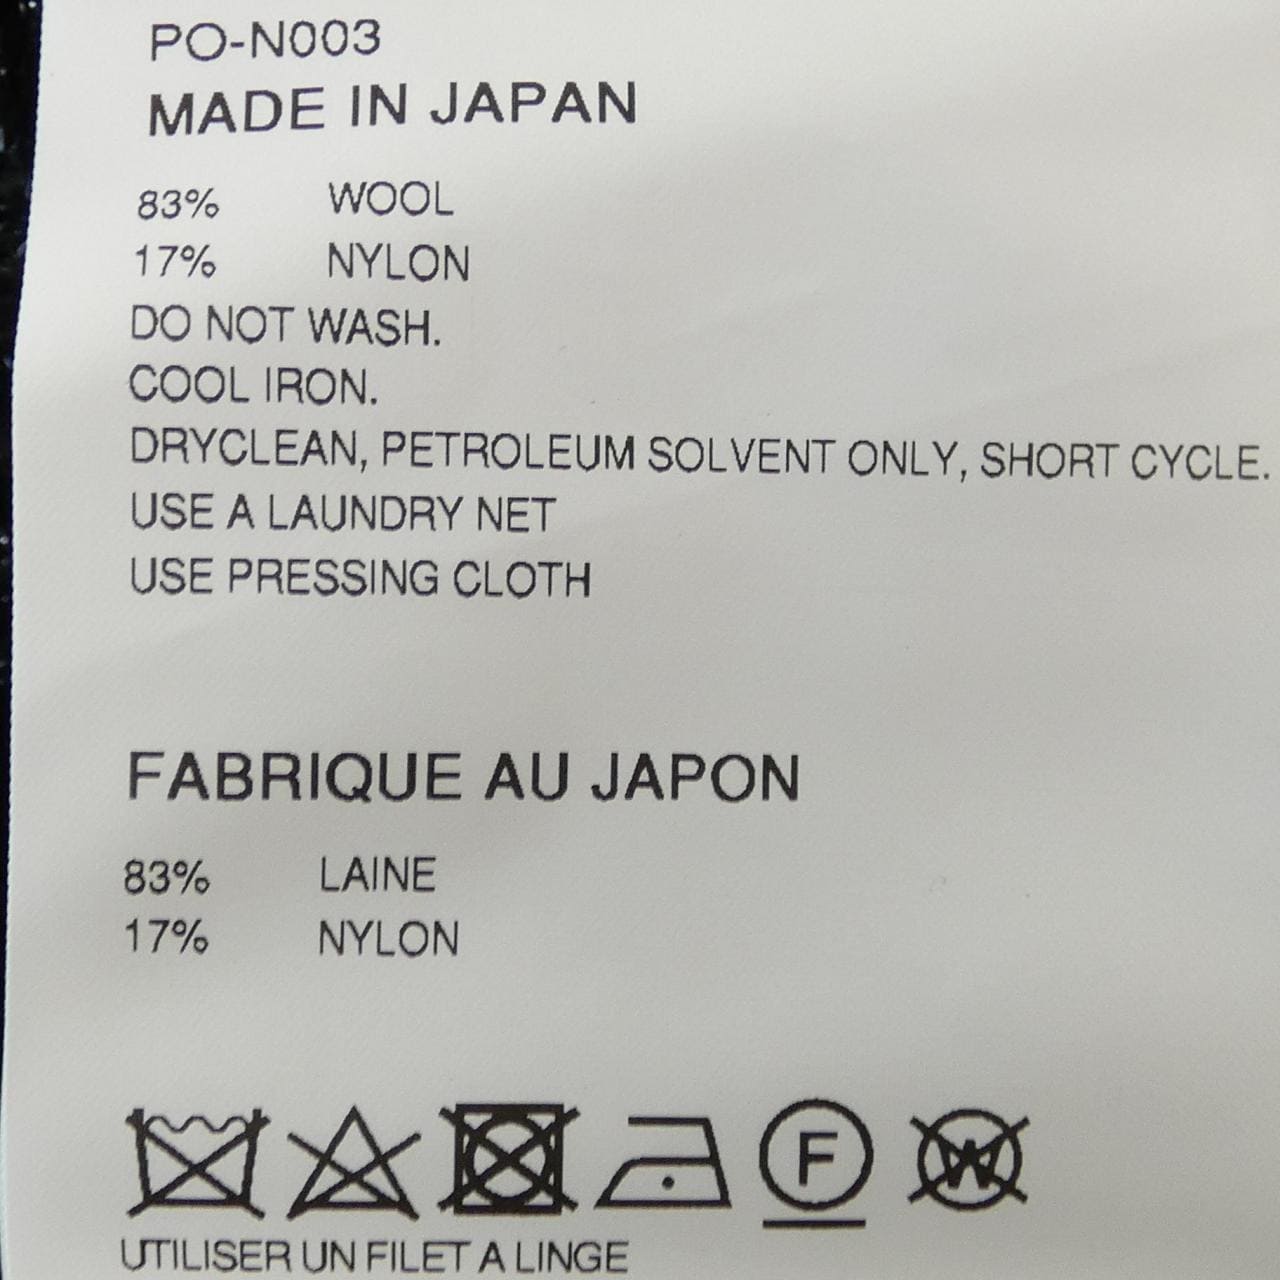 PO-N003
MADE IN JAPAN
83% WOOL
17% NYLON
DO NOT WASH.
COOL IRON.
DRYCLEAN, PETROLEUM SOLVENT ONLY, SHORT CYCLE.
USE A LAUNDRY NET
USE PRESSING CLOTH
FABRIQUE AU JAPON
83% LAINE
17% NYLON
F W
UTILISER UN FILET A LINGE